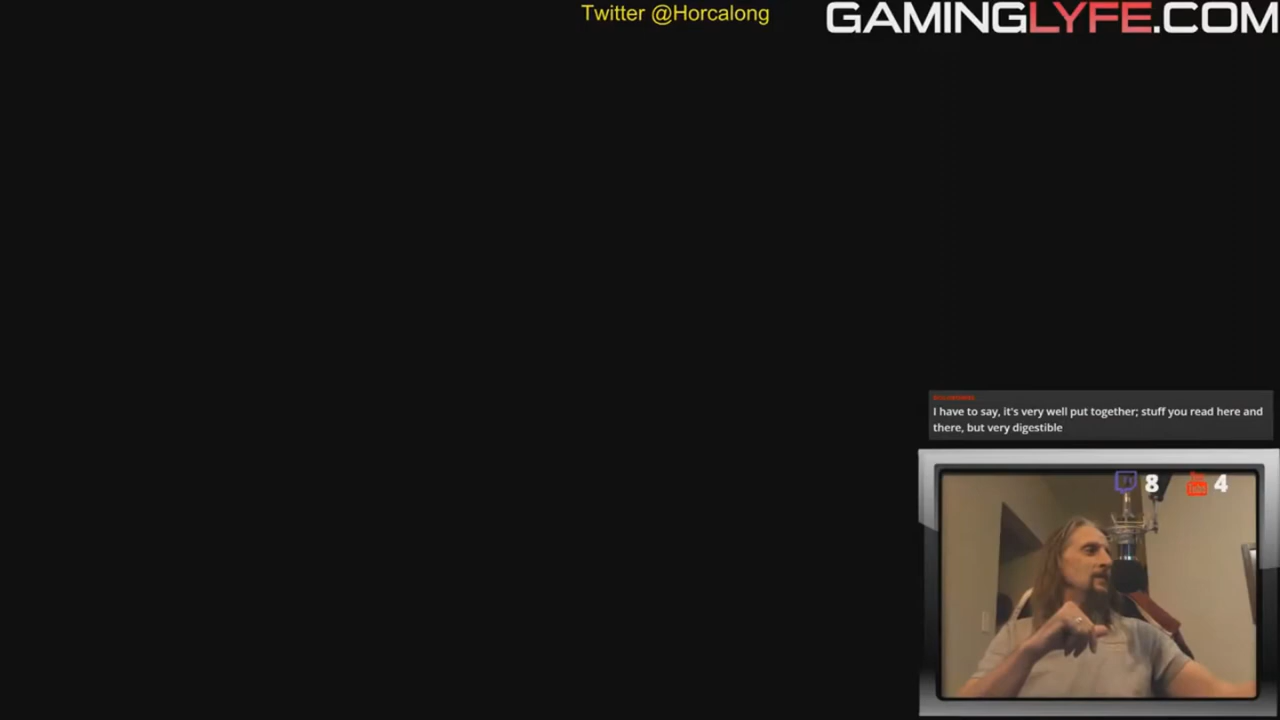 Twitter @Horcalong
GAMINGLYFE.COM
I have to say, it's very well put together; stuff you read here and
there, but very digestible
8
4